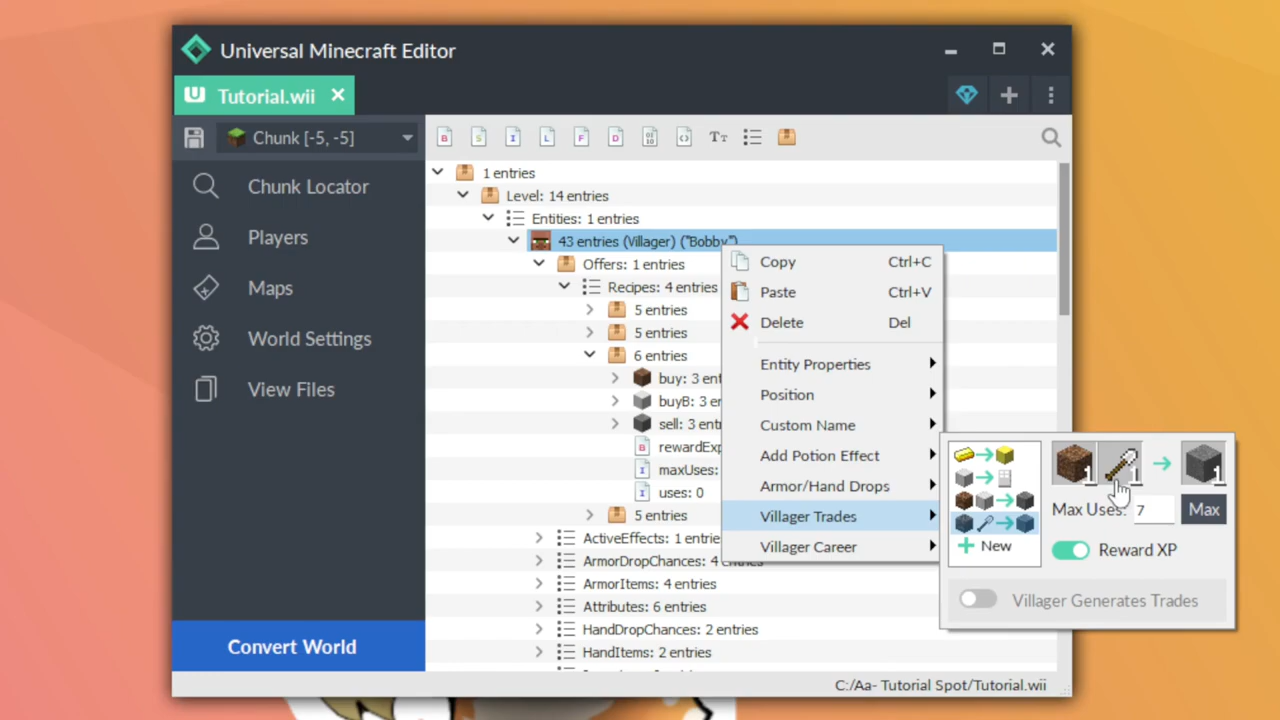 Universal Minecraft Editor
Tutorial.wii
Chunk [-5, -5]
B S I L F D Tт
Chunk Locator
Players
Maps
World Settings
View Files
Convert World
1 entries
Level: 14 entries
Entities: 1 entries
43 entries (Villager) ("Bobby")
Offers: 1 entries
Recipes: 4 entries
5 entries
5 entries
6 entries
buy: 3 ent
buyB: 3 e
sell: 3 entr
B rewardExp
I maxUses:
I uses: 0
5 entries
ActiveEffects: 1 entrie
ArmorDropChances: 4 entries
ArmorItems: 4 entries
Attributes: 6 entries
HandDropChances: 2 entries
HandItems: 2 entries
Copy Ctrl+C
Paste Ctrl+V
Delete Del
Entity Properties
Position
Custom Name
Add Potion Effect
Armor/Hand Drops
Villager Trades
Villager Career
New
1 1 1
Max Uses: 7 Max
Reward XP
Villager Generates Trades
C:/Aa- Tutorial Spot/Tutorial.wii